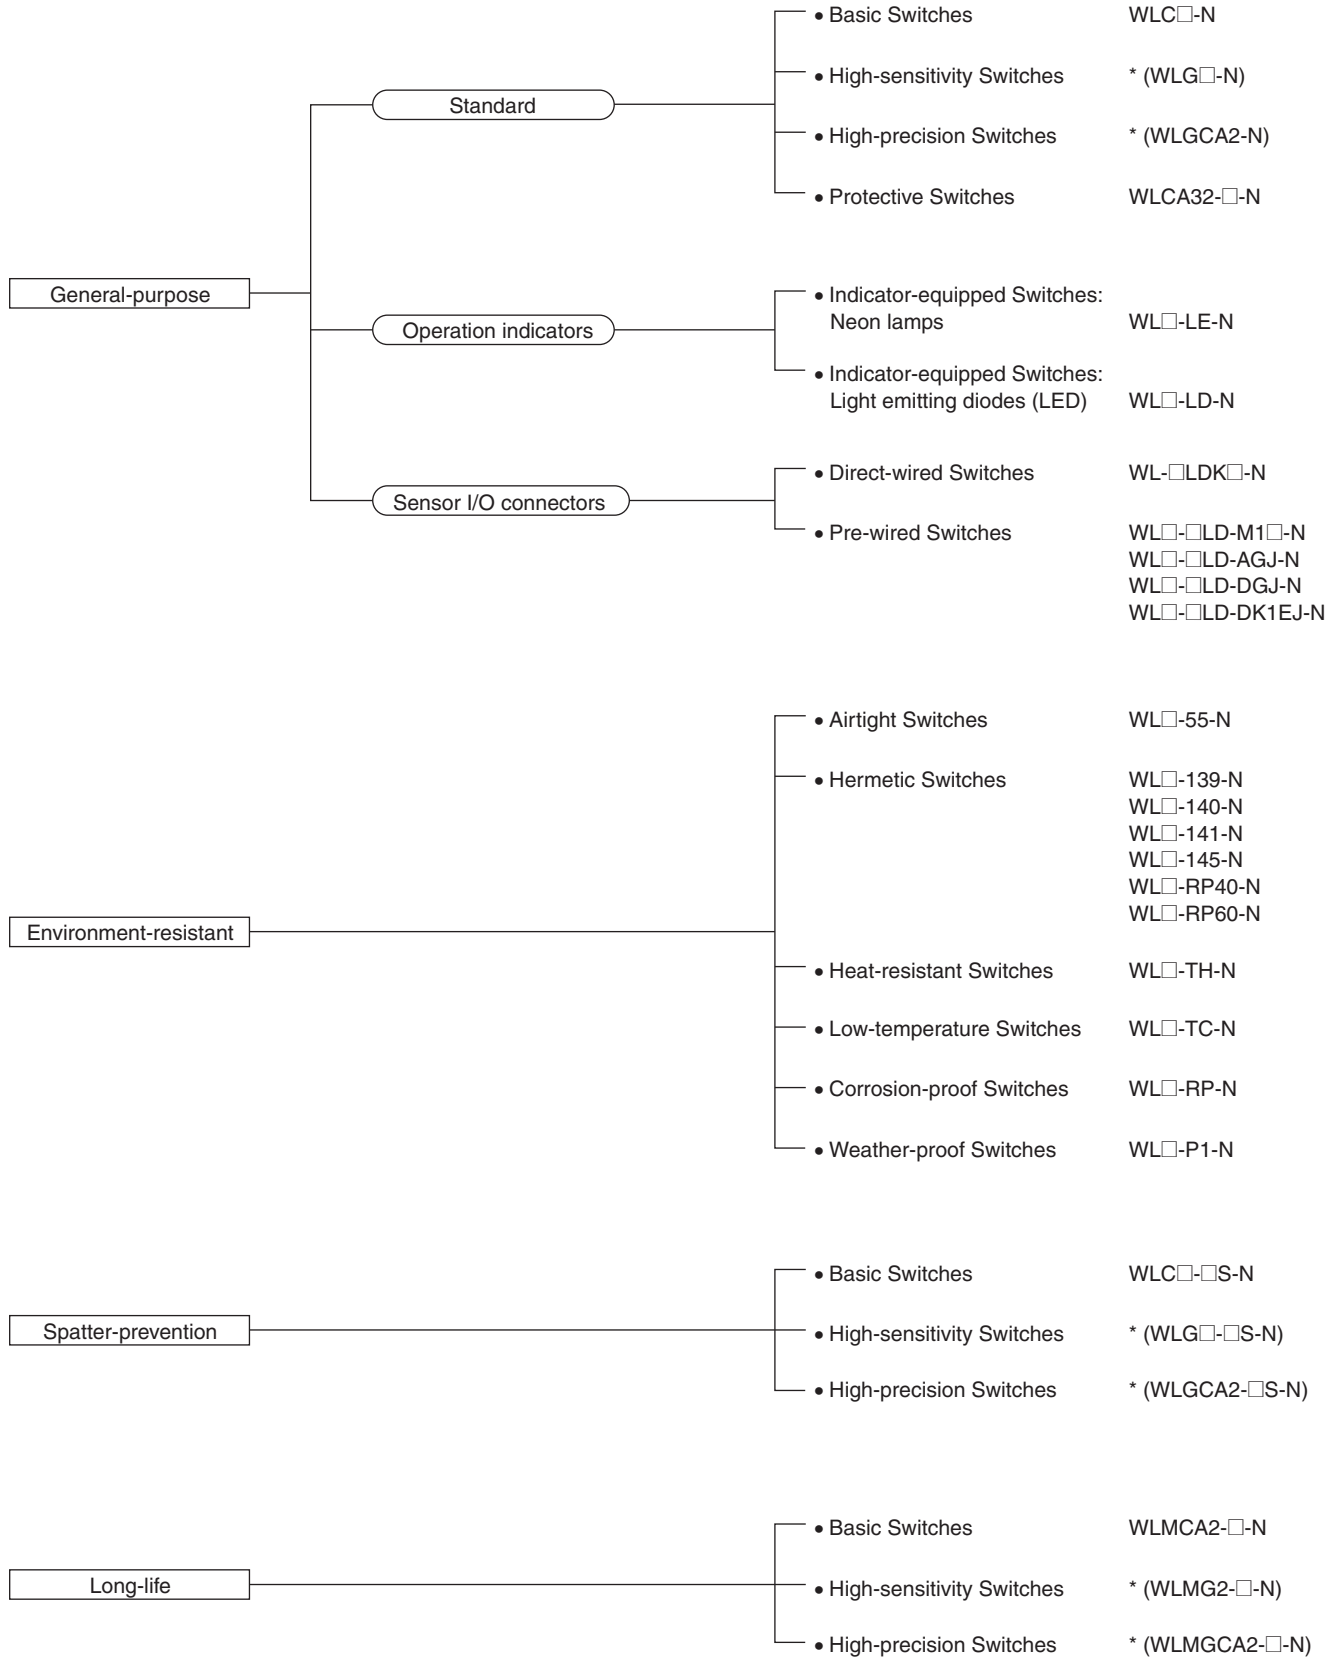 • Basic Switches WLC□-N
• High-sensitivity Switches * (WLG□-N)
Standard
• High-precision Switches * (WLGCA2-N)
• Protective Switches WLCA32-□-N
General-purpose
• Indicator-equipped Switches:
Neon lamps WL□-LE-N
Operation indicators
• Indicator-equipped Switches:
Light emitting diodes (LED) WL□-LD-N
• Direct-wired Switches WL-□LDK□-N
Sensor I/O connectors
• Pre-wired Switches WL□-□LD-M1□-N
WL□-□LD-AGJ-N
WL□-□LD-DGJ-N
WL□-□LD-DK1EJ-N
• Airtight Switches WL□-55-N
• Hermetic Switches WL□-139-N
WL□-140-N
WL□-141-N
WL□-145-N
WL□-RP40-N
WL□-RP60-N
Environment-resistant
• Heat-resistant Switches WL□-TH-N
• Low-temperature Switches WL□-TC-N
• Corrosion-proof Switches WL□-RP-N
• Weather-proof Switches WL□-P1-N
• Basic Switches WLC□-□S-N
Spatter-prevention
• High-sensitivity Switches * (WLG□-□S-N)
• High-precision Switches * (WLGCA2-□S-N)
• Basic Switches WLMCA2-□-N
Long-life
• High-sensitivity Switches * (WLMG2-□-N)
• High-precision Switches * (WLMGCA2-□-N)